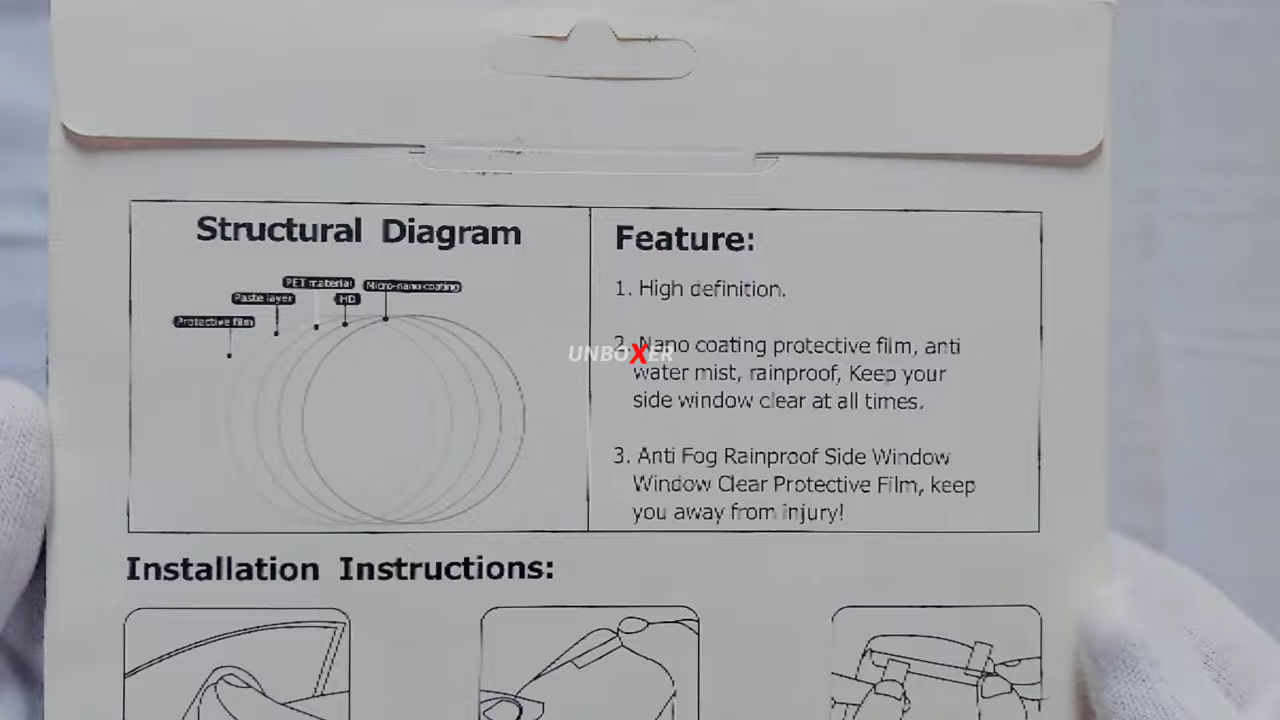 Structural Diagram
PET material
Micro-nano coating
Paste layer
HD
Protective film
Feature:
1. High definition.
2. Nano coating protective film, anti
water mist, rainproof, Keep your
side window clear at all times.
UNBOXER
3. Anti Fog Rainproof Side Window
Window Clear Protective Film, keep
you away from injury!
Installation Instructions: